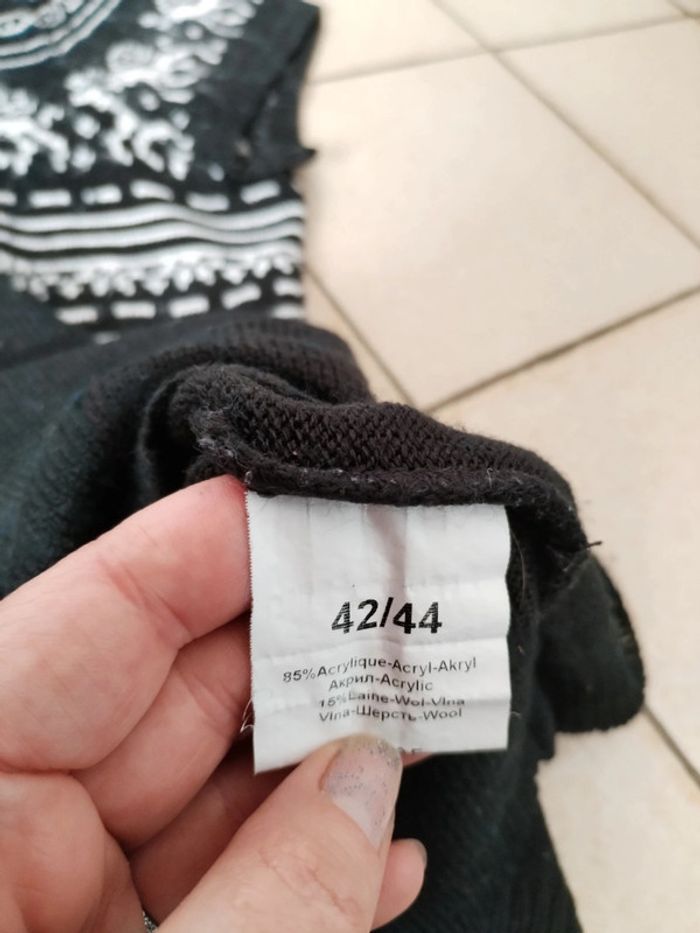 42/44
85%Acrylique-Acryl-Akryl
Акрил-Acrylic
15%Laine-Wol-Vlna
Vlna-Шерсть-Wool